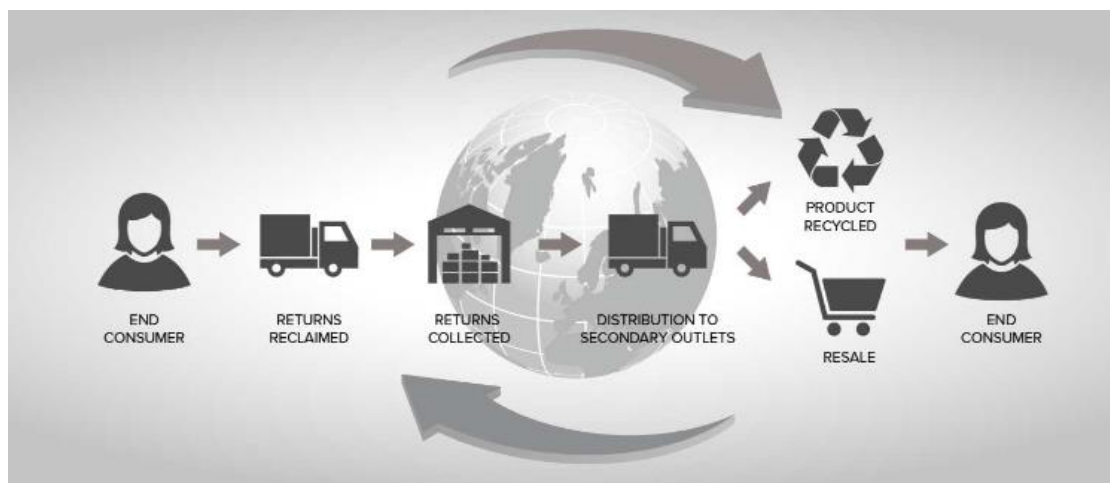 END
CONSUMER
RETURNS
RECLAIMED
RETURNS
COLLECTED
DISTRIBUTION TO
SECONDARY OUTLETS
PRODUCT
RECYCLED
RESALE
END
CONSUMER